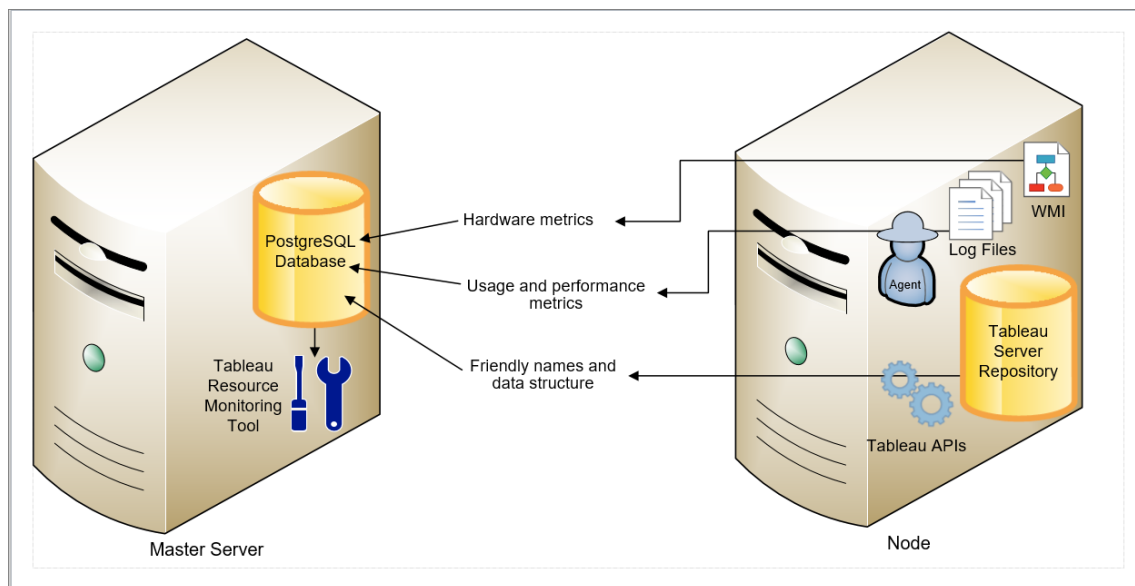 PostgreSQL
Database
Tableau
Resource
Monitoring
Tool
Master Server
Hardware metrics
Usage and performance
metrics
Friendly names and
data structure
WMI
Log Files
Agent
Tableau
Server
Repository
Tableau APIs
Node